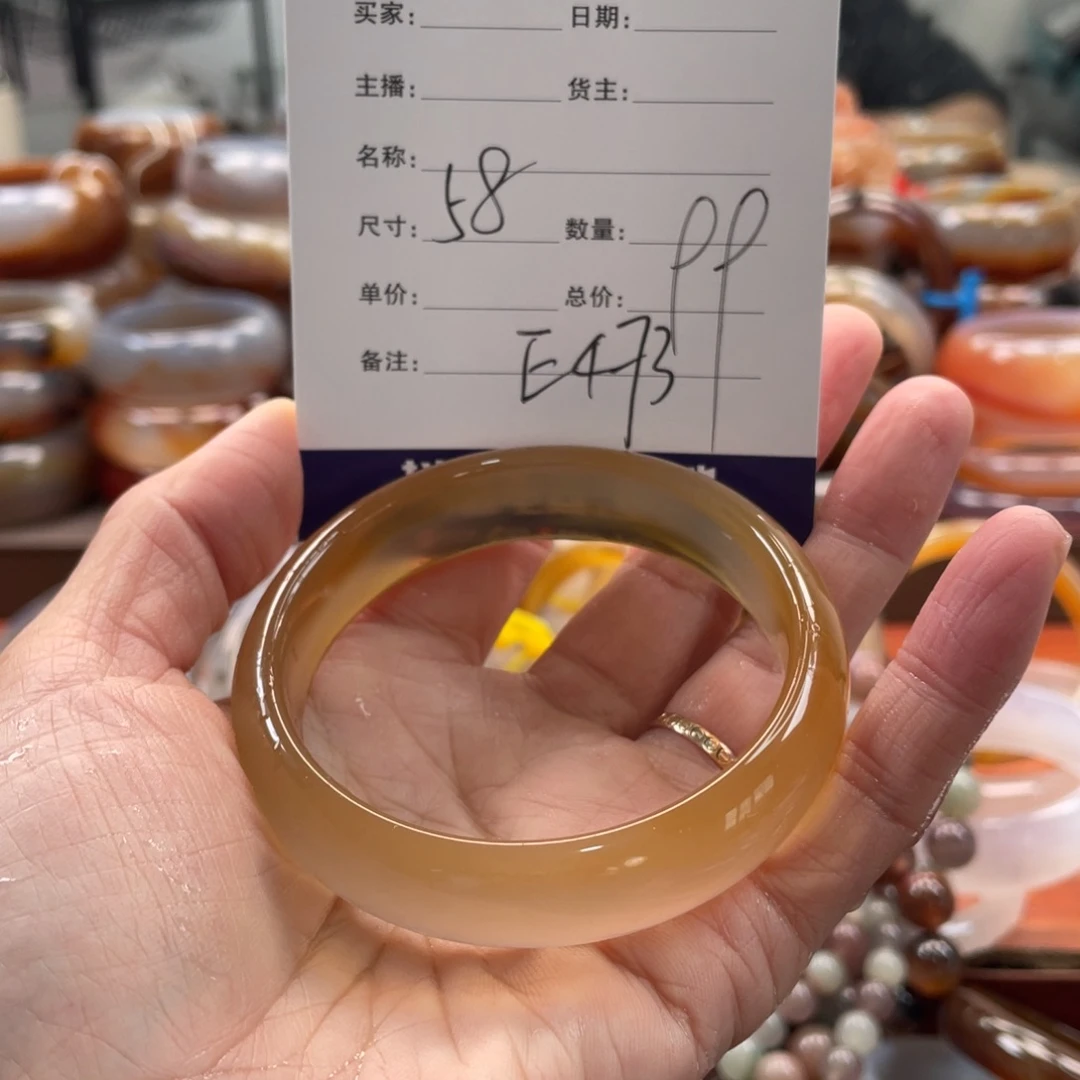 买家: 日期:
主播: 货主:
名称:
尺寸: 58 数量:
单价: 总价: 99
备注: E473